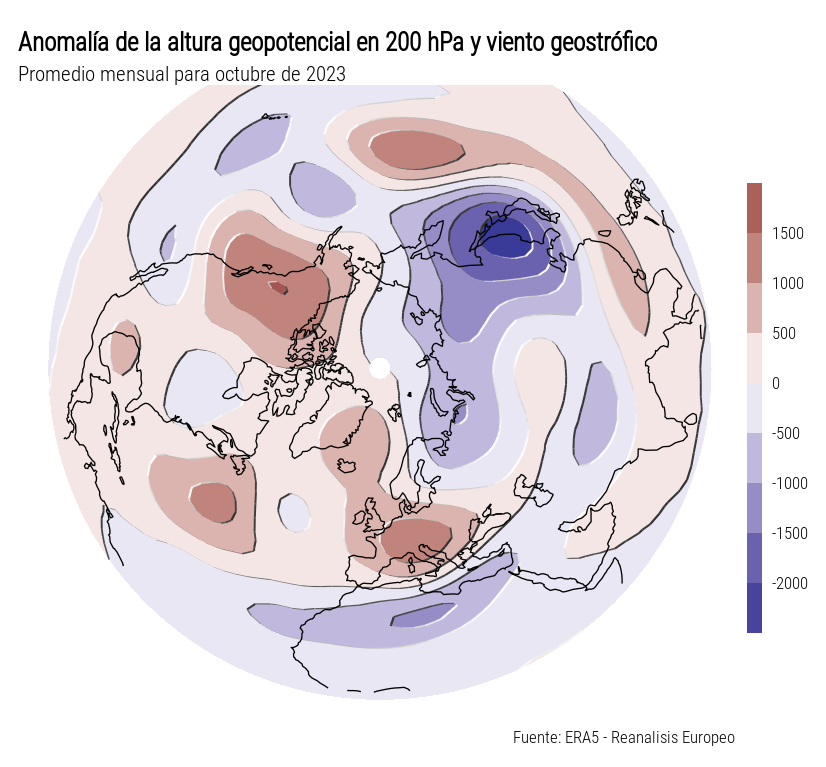 Anomalía de la altura geopotencial en 200 hPa y viento geostrófico
Promedio mensual para octubre de 2023
1500
1000
500
0
-500
-1000
-1500
-2000
Fuente: ERA5 - Reanalisis Europeo